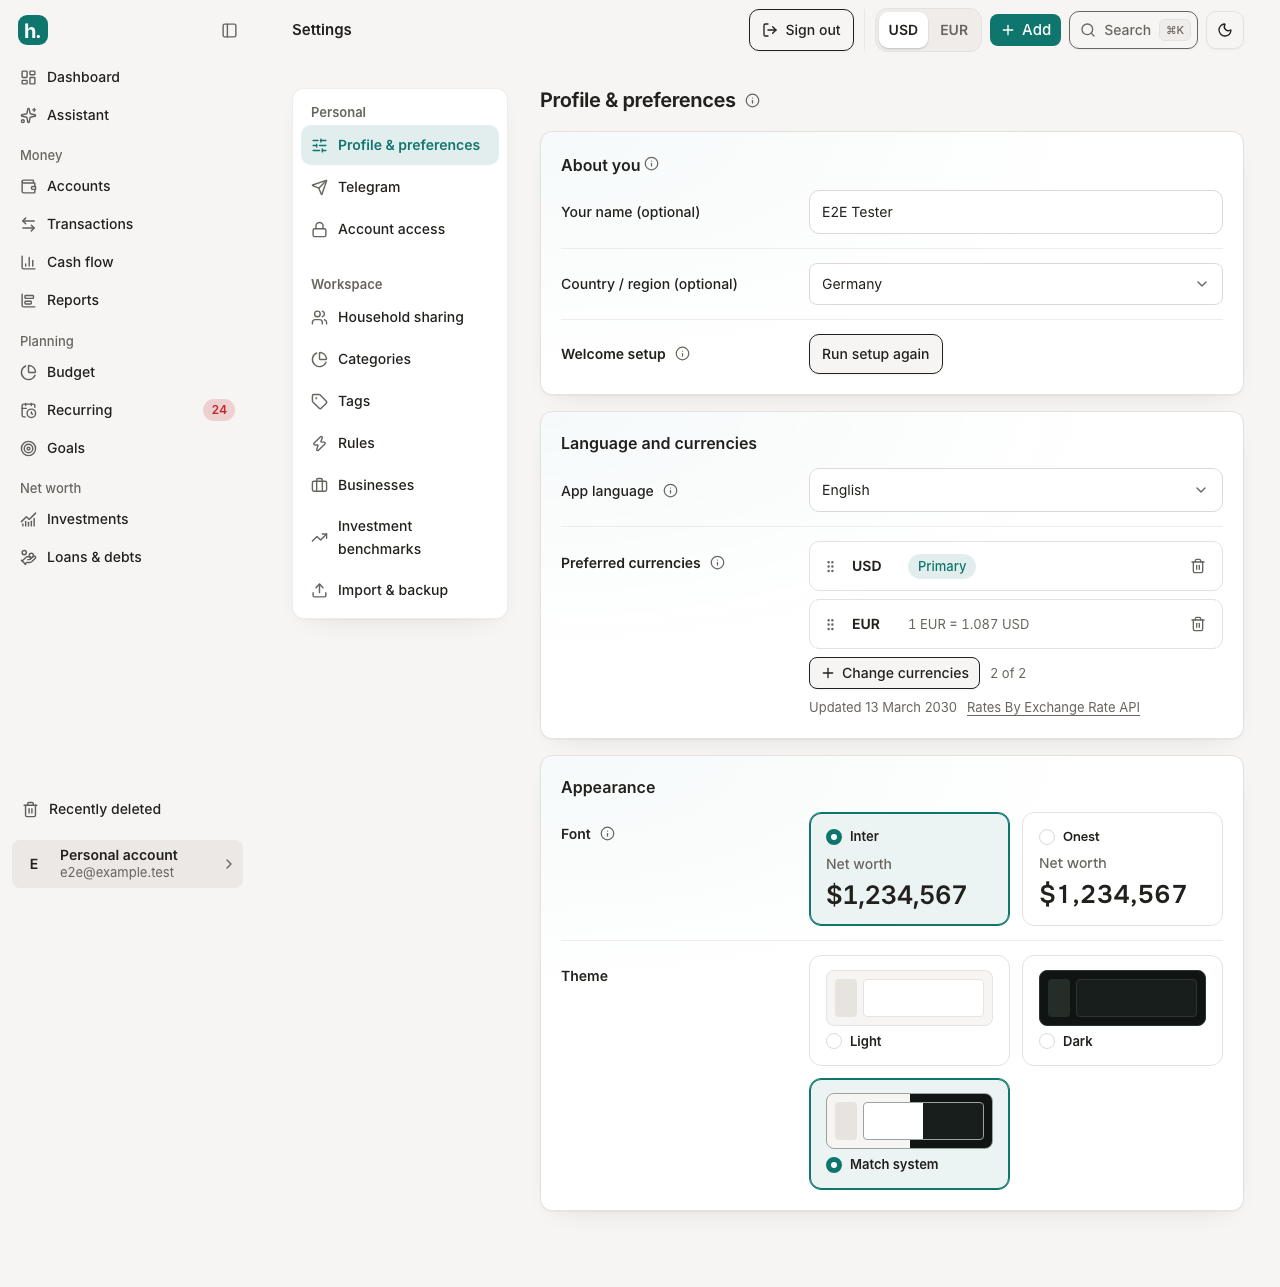 h.
Dashboard
Assistant
Money
Accounts
Transactions
Cash flow
Reports
Planning
Budget
Recurring 24
Goals
Net worth
Investments
Loans & debts
Recently deleted
E
Personal account
e2e@example.test
Settings
Sign out
USD EUR
Add
Search ⌘K
Personal
Profile & preferences
Telegram
Account access
Workspace
Household sharing
Categories
Tags
Rules
Businesses
Investment
benchmarks
Import & backup
Profile & preferences
About you
Your name (optional) E2E Tester
Country / region (optional) Germany
Welcome setup Run setup again
Language and currencies
App language English
Preferred currencies USD Primary
EUR 1 EUR = 1.087 USD
Change currencies 2 of 2
Updated 13 March 2030 Rates By Exchange Rate API
Appearance
Font
Inter
Net worth
$1,234,567
Onest
Net worth
$1,234,567
Theme
Light
Dark
Match system